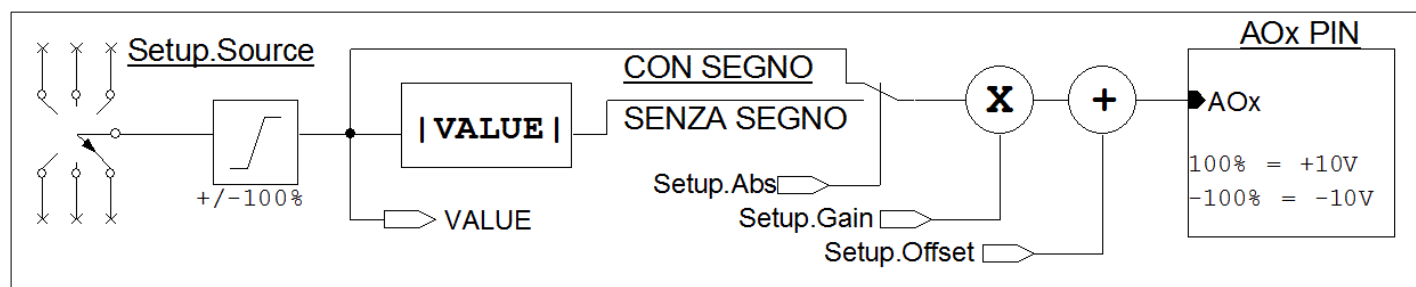 Setup.Source
AOx PIN
CON SEGNO
SENZA SEGNO
|VALUE|
X
+
AOx
+/-100%
VALUE
Setup.Abs
Setup.Gain
Setup.Offset
100% = +10V
-100% = -10V